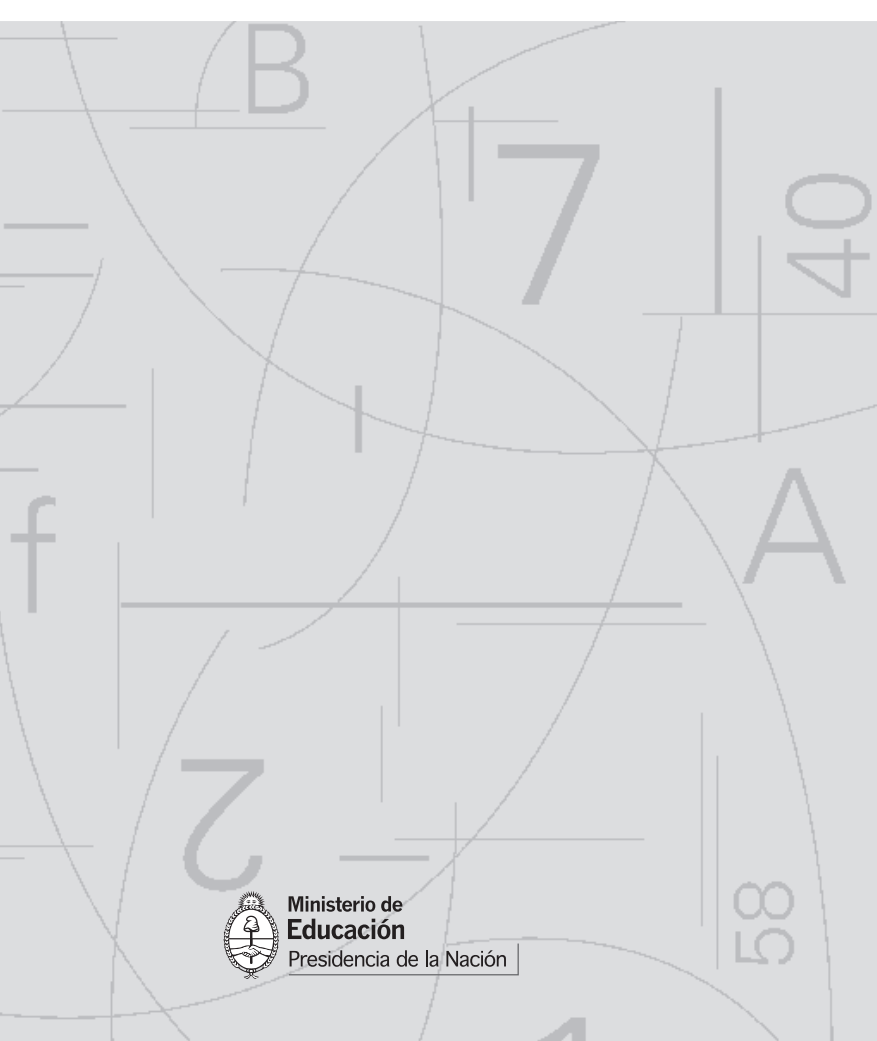 B
7
40
f
A
2
58
Ministerio de
Educación
Presidencia de la Nación